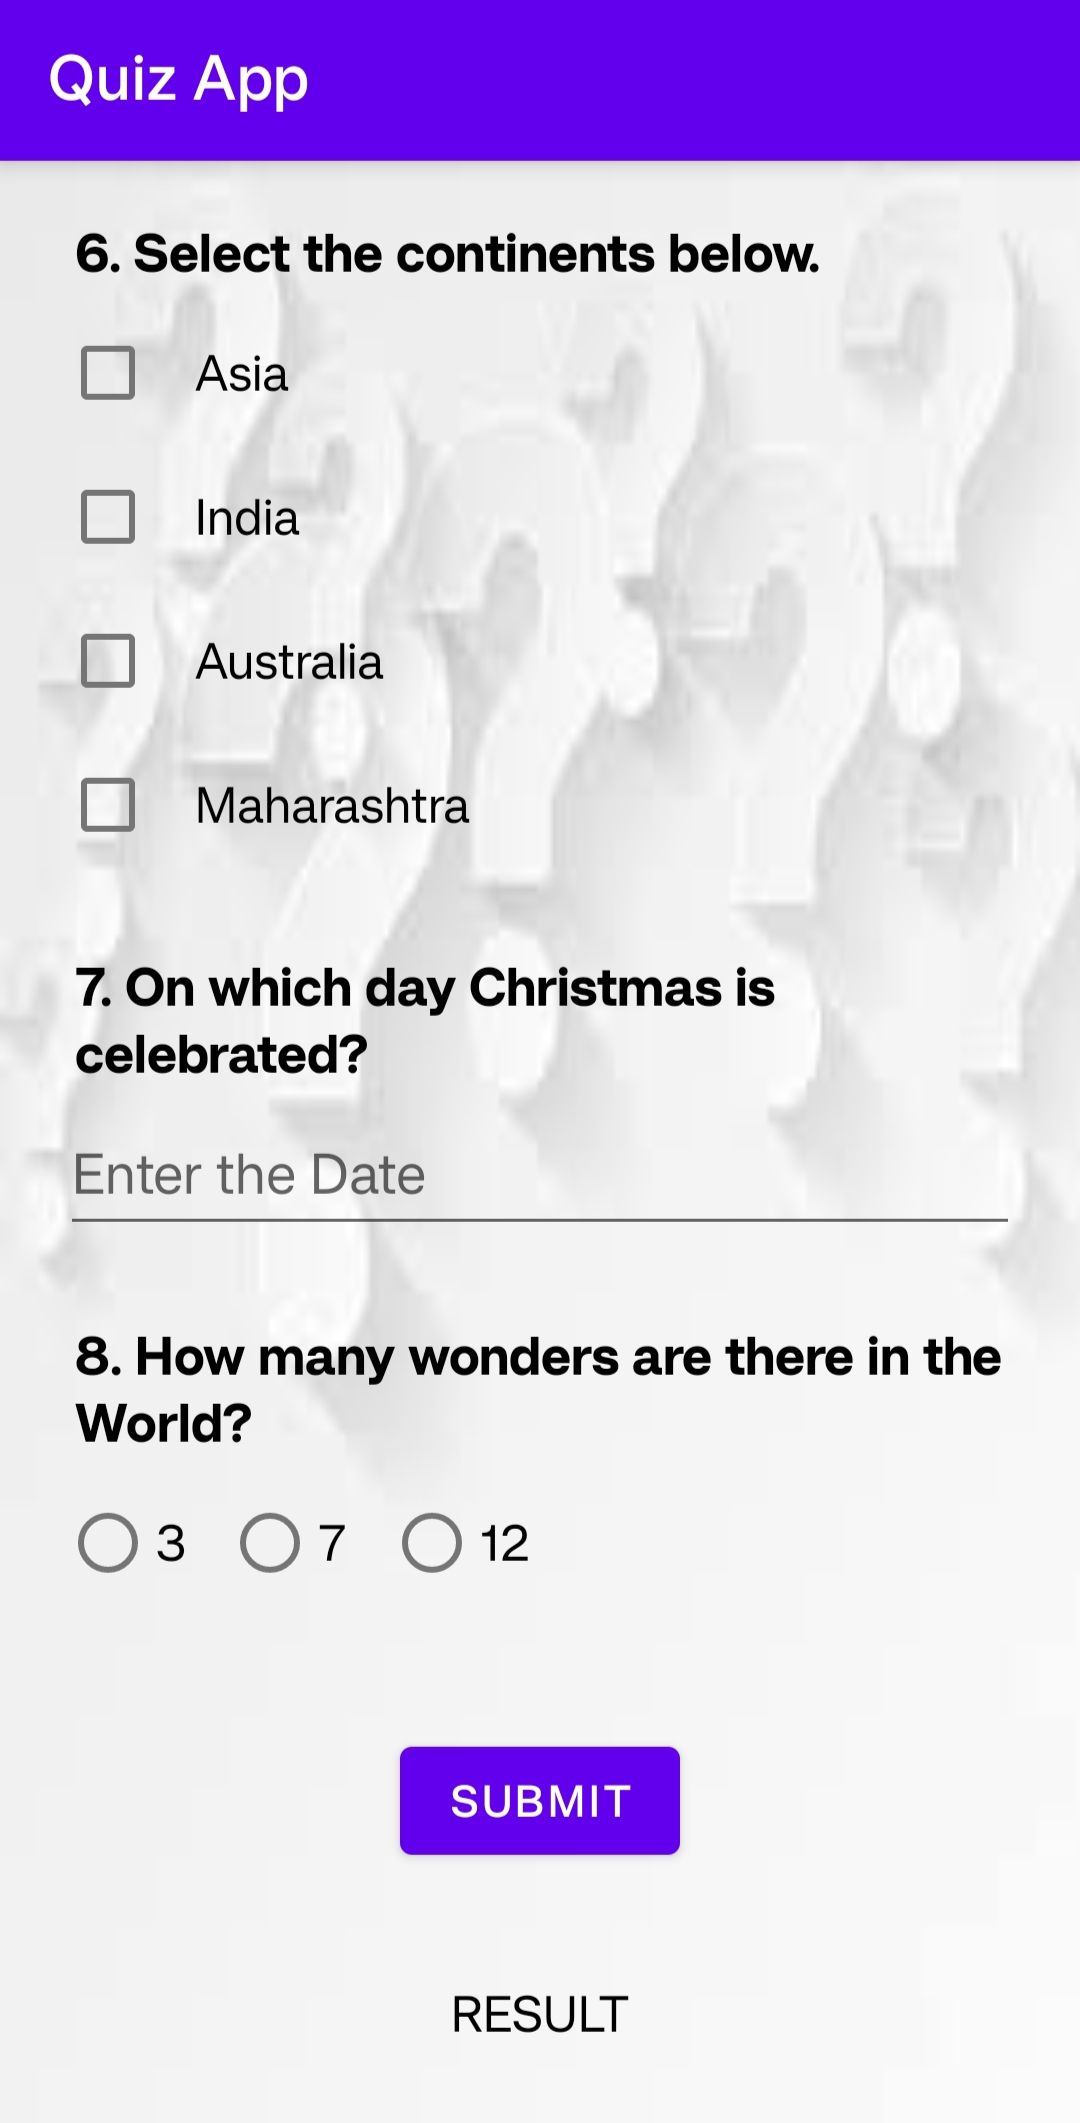 Quiz App
6. Select the continents below.
Asia
India
Australia
Maharashtra
7. On which day Christmas is
celebrated?
Enter the Date
8. How many wonders are there in the
World?
3 7 12
SUBMIT
RESULT